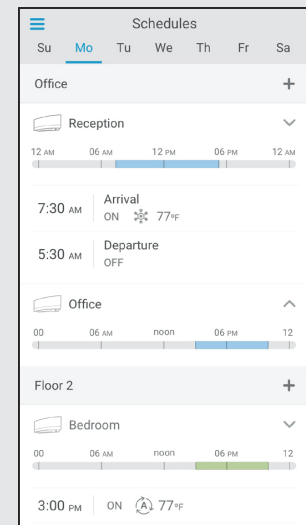 Schedules
Su Mo Tu We Th Fr Sa
Office +
Reception
12 AM 06 AM 12 PM 06 PM 12 AM
7:30 AM Arrival
ON 77°F
5:30 AM Departure
OFF
Office
00 06 AM noon 06 PM 12
Floor 2 +
Bedroom
00 06 AM noon 06 PM 12
3:00 PM ON A 77°F